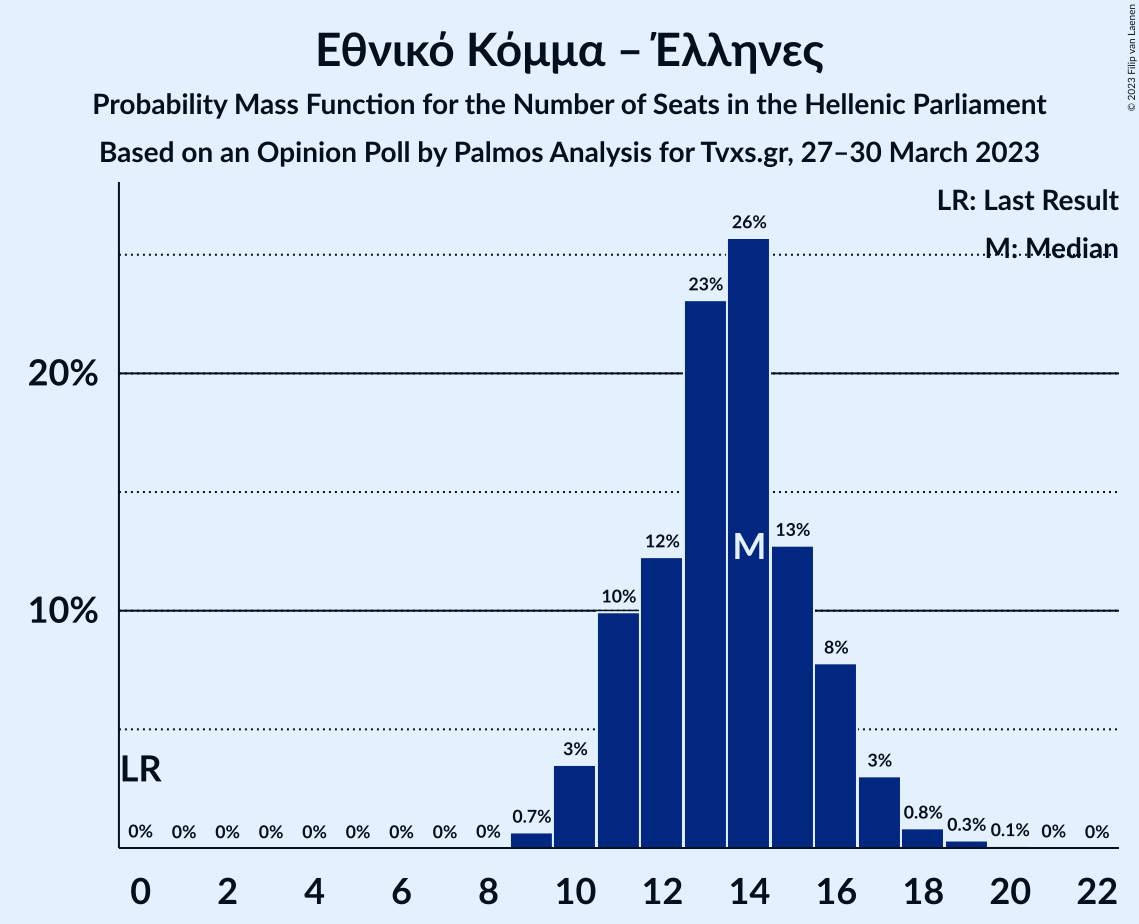 Εθνικό Κόμμα – Έλληνες
Probability Mass Function for the Number of Seats in the Hellenic Parliament
Based on an Opinion Poll by Palmos Analysis for Tvxs.gr, 27–30 March 2023
© 2023 Filip van Laenen
LR: Last Result
M: Median
20%
10%
LR
M
0% 0% 0% 0% 0% 0% 0% 0% 0% 0.7% 3% 10% 12% 23% 26% 13% 8% 3% 0.8% 0.3% 0.1% 0% 0%
0 2 4 6 8 10 12 14 16 18 20 22